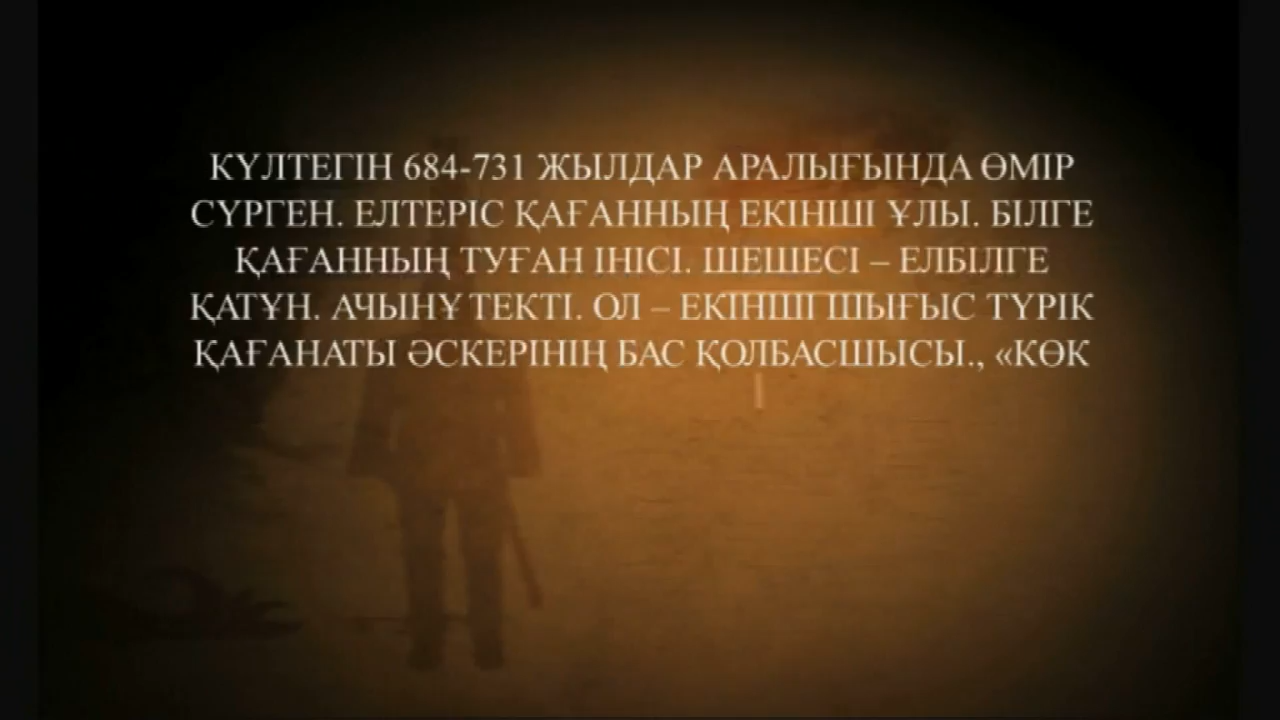 КҮЛТЕГІН 684-731 ЖЫЛДАР АРАЛЫҒЫНДА ӨМІР
СҮРГЕН. ЕЛТЕРІС ҚАҒАННЫҢ ЕКІНШІ ҰЛЫ. БІЛГЕ
ҚАҒАННЫҢ ТУҒАН ІНІСІ. ШЕШЕСІ – ЕЛБІЛГЕ
ҚАТҰН. АЧЫНҰ ТЕКТІ. ОЛ – ЕКІНШІ ШЫҒЫС ТҮРІК
ҚАҒАНАТЫ ӘСКЕРІНІҢ БАС ҚОЛБАСШЫСЫ., «КӨК